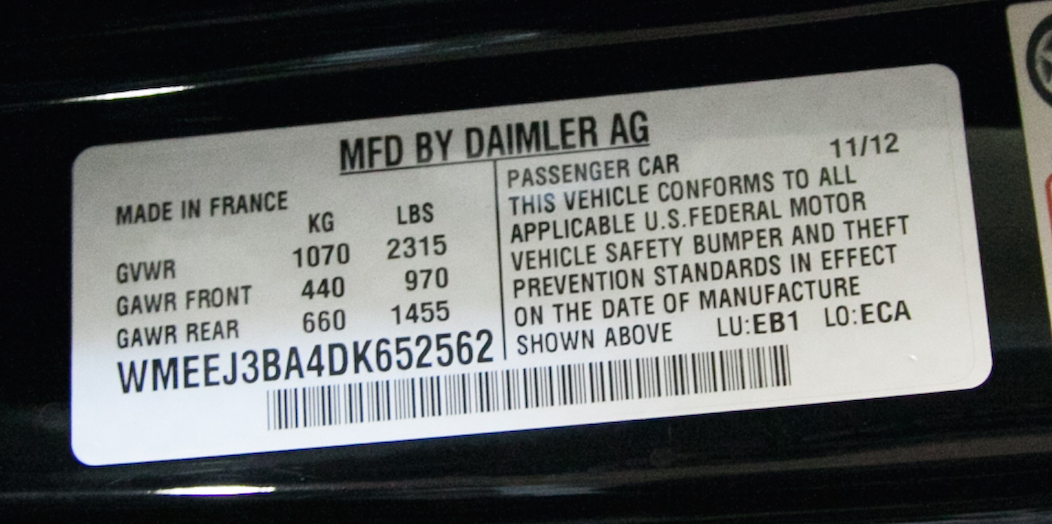 MFD BY DAIMLER AG
MADE IN FRANCE
KG LBS
GVWR 1070 2315
GAWR FRONT 440 970
GAWR REAR 660 1455
WMEEJ3BA4DK652562
PASSENGER CAR 11/12
THIS VEHICLE CONFORMS TO ALL
APPLICABLE U.S.FEDERAL MOTOR
VEHICLE SAFETY BUMPER AND THEFT
PREVENTION STANDARDS IN EFFECT
ON THE DATE OF MANUFACTURE
SHOWN ABOVE LU:EB1 LO:ECA